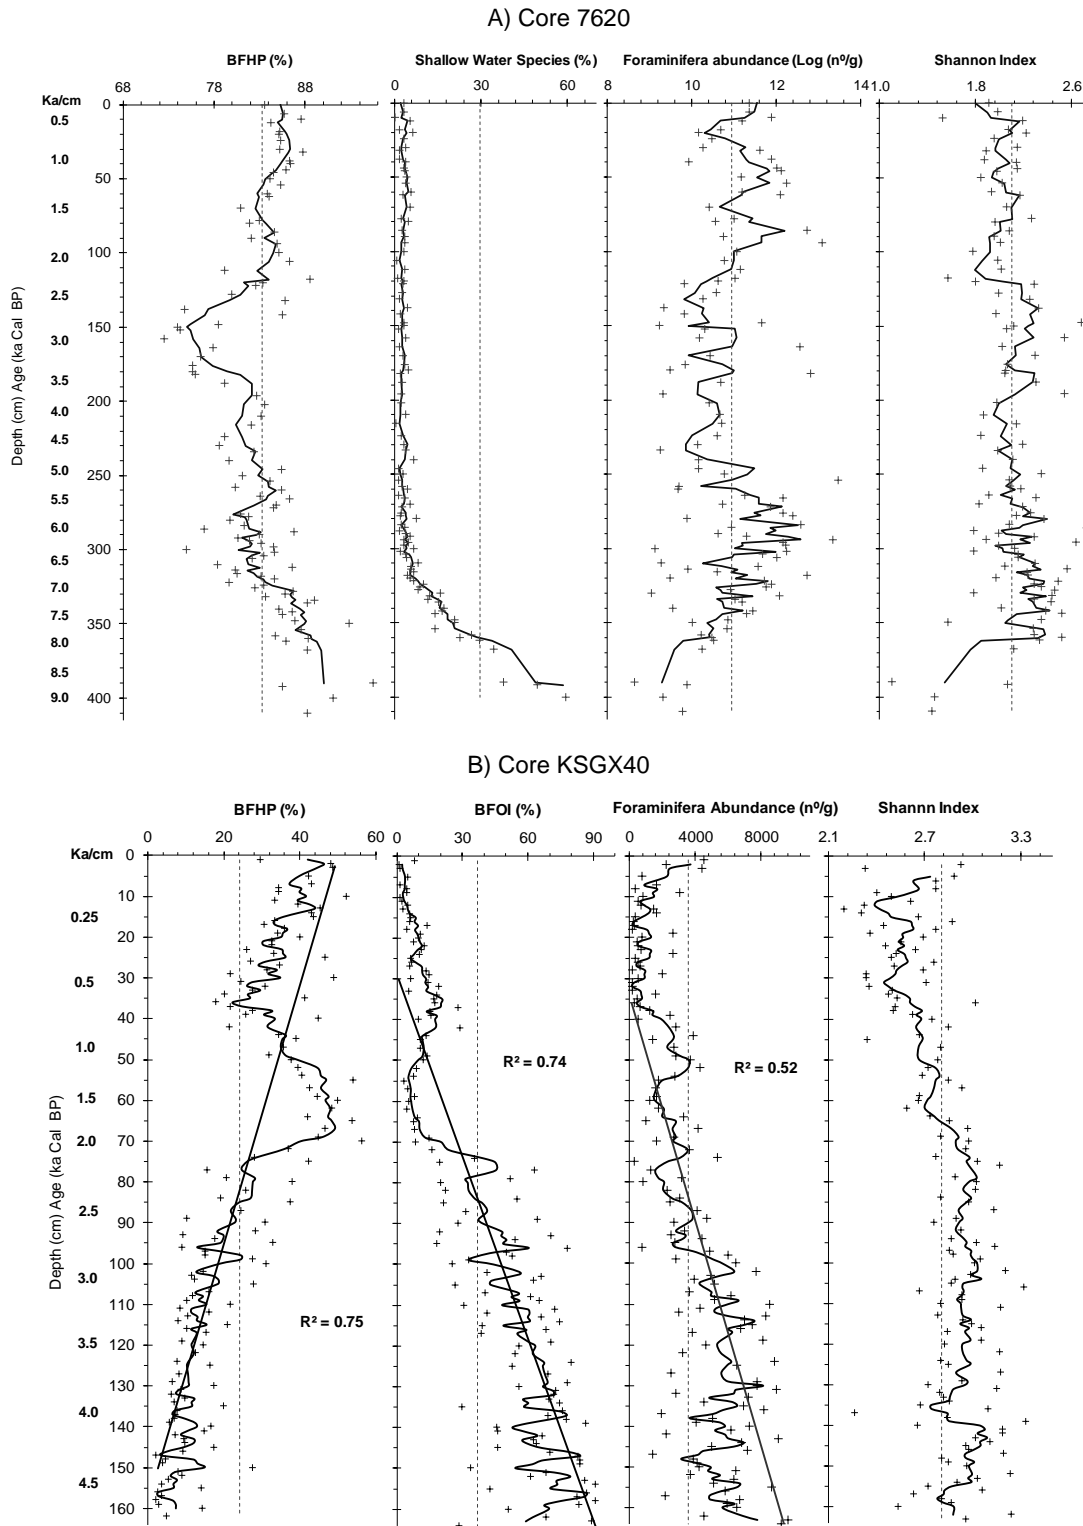 A) Core 7620
BFHP (%)
Shallow Water Species (%)
Foraminifera abundance (Log (nº/g)
Shannon Index
68 78 88
0 30 60
8 10 12 14
1.0 1.8 2.6
Ka/cm
Depth (cm) Age (ka Cal BP)
0
0.5
1.0
50
1.5
100
2.0
2.5
150
3.0
3.5
200
4.0
4.5
5.0
250
5.5
6.0
300
6.5
7.0
7.5
350
8.0
8.5
9.0
400
B) Core KSGX40
BFHP (%)
BFOI (%)
Foraminifera Abundance (nº/g)
Shannn Index
0 20 40 60
0 30 60 90
0 4000 8000
2.1 2.7 3.3
Ka/cm
Depth (cm) Age (ka Cal BP)
0
10
0.25
20
30
0.5
40
1.0
50
1.5
60
2.0
70
80
2.5
90
100
3.0
110
120
3.5
130
4.0
140
150
4.5
160
R² = 0.74
R² = 0.52
R² = 0.75